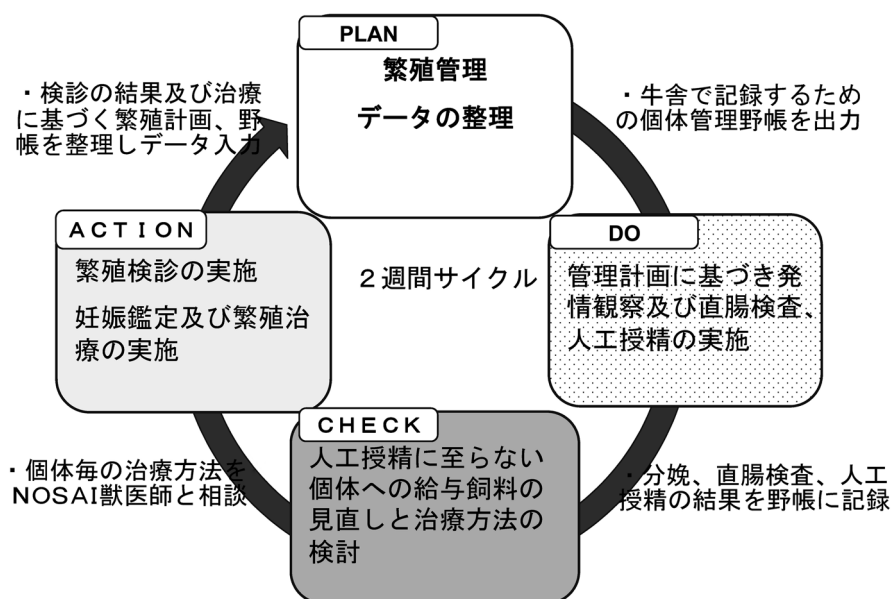 PLAN
繁殖管理
データの整理
・検診の結果及び治療
に基づく繁殖計画、野
帳を整理しデータ入力
・牛舎で記録するため
の個体管理野帳を出力
ACTION
繁殖検診の実施
妊娠鑑定及び繁殖治
療の実施
2週間サイクル
DO
管理計画に基づき発
情観察及び直腸検査、
人工授精の実施
CHECK
人工授精に至らない
個体への給与飼料の
見直しと治療方法の
検討
・個体毎の治療方法を
NOSAI獣医師と相談
・分娩、直腸検査、人工
授精の結果を野帳に記録